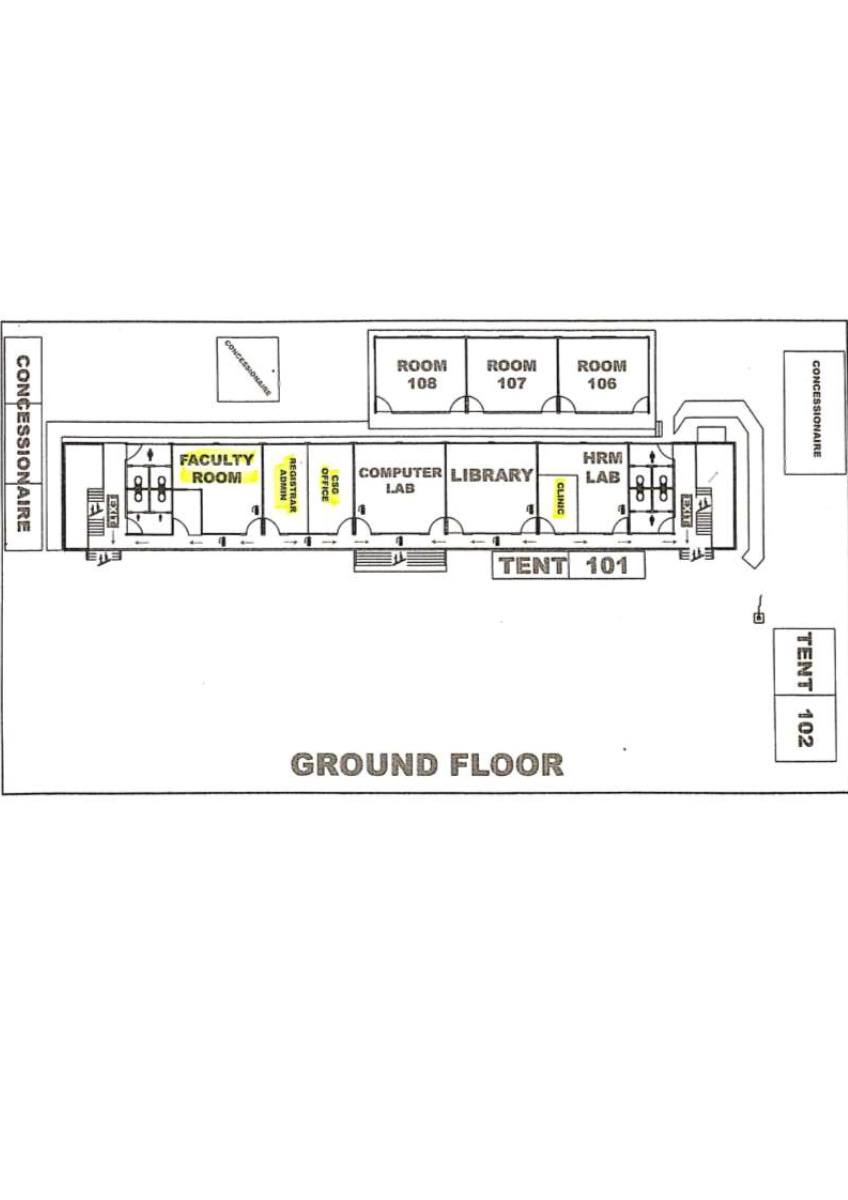 CONCESSIONAIRE
CONCESSIONAIRE
ROOM
108
ROOM
107
ROOM
106
CONCESSIONAIRE
FACULTY
ROOM
REGISTRAR
ADMIN
CSG
OFFICE
COMPUTER
LAB
LIBRARY
CLINIC
HRM
LAB
EXIT
EXIT
TENT 101
TENT 102
GROUND FLOOR